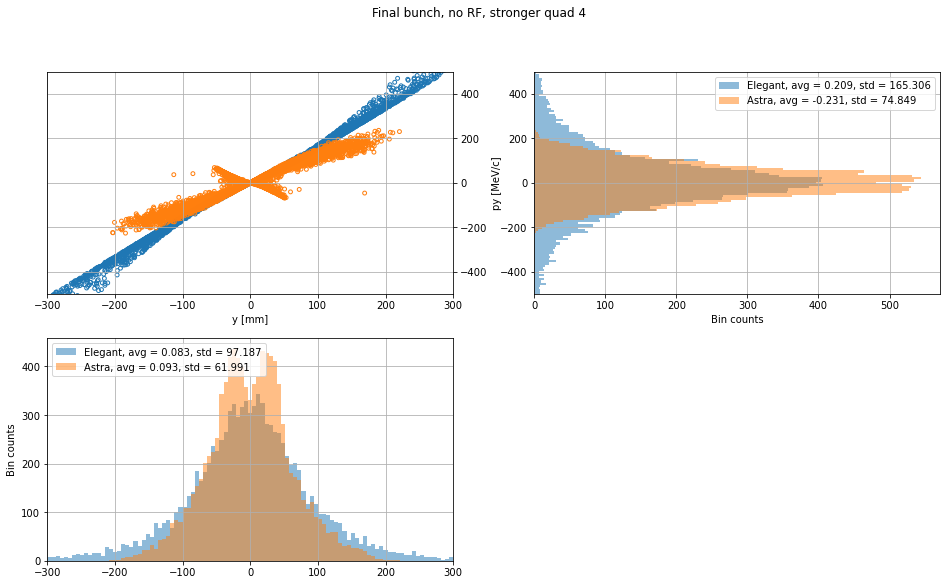 Final bunch, no RF, stronger quad 4
400
200
0
−200
−400
−300 −200 −100 0 100 200 300
y [mm]
Elegant, avg = 0.209, std = 165.306
Astra, avg = -0.231, std = 74.849
py [MeV/c]
400
200
0
−200
−400
0 100 200 300 400 500
Bin counts
Elegant, avg = 0.083, std = 97.187
Astra, avg = 0.093, std = 61.991
Bin counts
400
300
200
100
0
−300 −200 −100 0 100 200 300